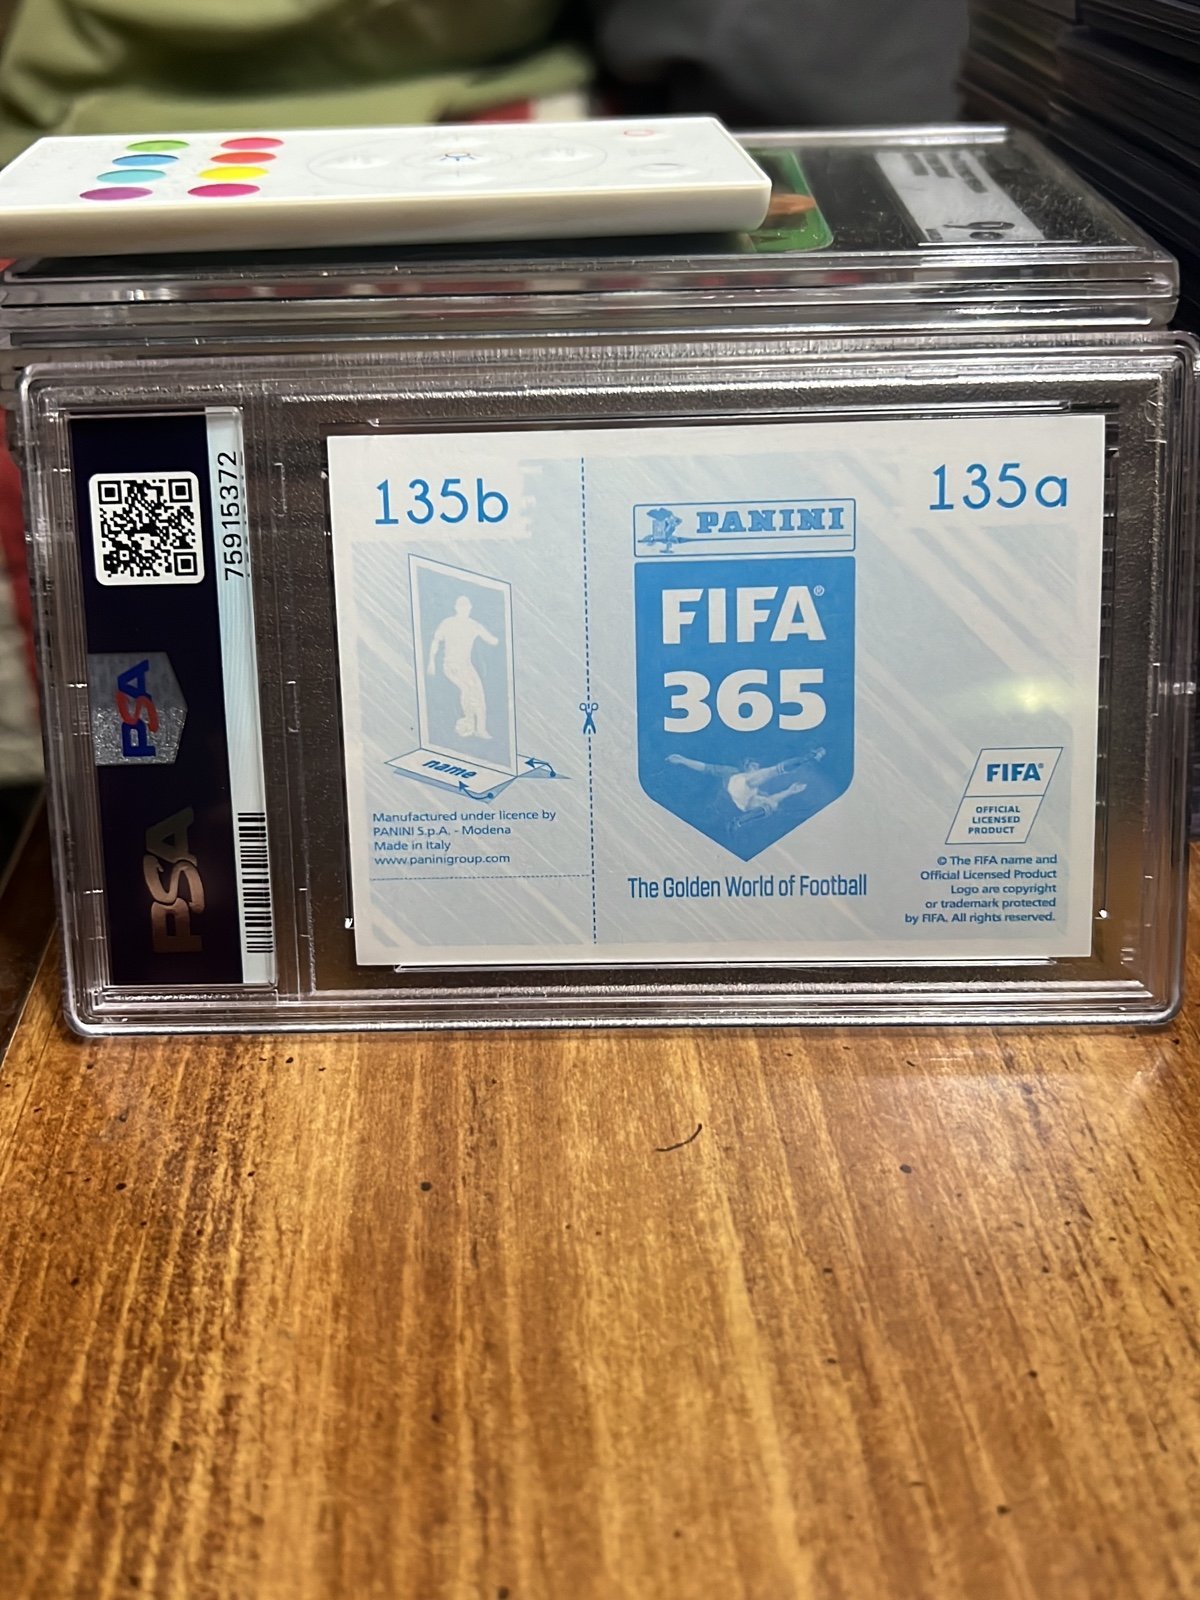 75915372
PSA
PSA
135b
135a
PANINI
FIFA®
365
name
Manufactured under licence by
PANINI S.p.A. - Modena
Made in Italy
www.paninigroup.com
The Golden World of Football
FIFA®
OFFICIAL
LICENSED
PRODUCT
© The FIFA name and
Official Licensed Product
Logo are copyright
or trademark protected
by FIFA. All rights reserved.